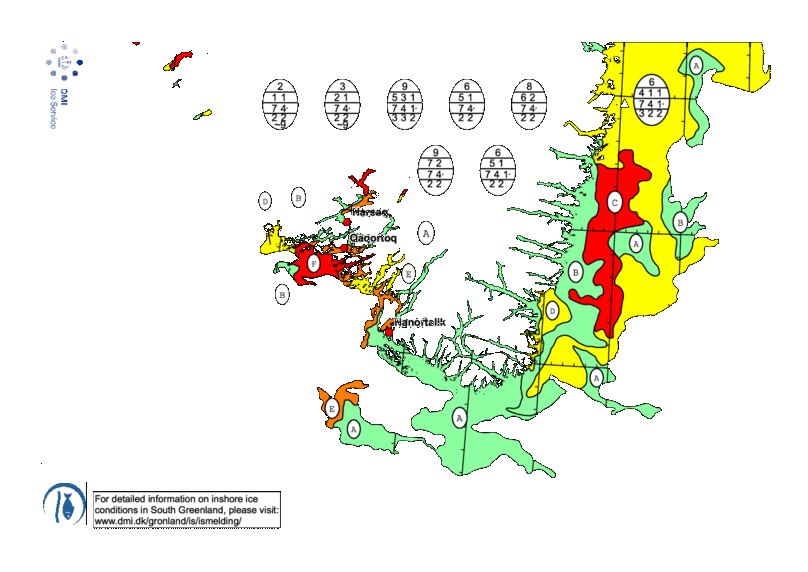 DMI
Ice Service
2
1 1
7 4·
2 2
~9
3
2 1
7 4·
2 2
~9
9
5 3 1
7 4 1·
3 3 2
6
5 1
7 4·
2 2
8
6 2
7 4·
2 2
6
4 1 1
7 4 1·
3 2 2
9
7 2
7 4·
2 2
6
5 1
7 4 1·
2 2
A
D
B
C
B
Narsaq
A
Qaqortoq
A
F
E
B
B
D
Nanortalik
A
E
A
A
For detailed information on inshore ice
conditions in South Greenland, please visit:
www.dmi.dk/gronland/is/ismelding/